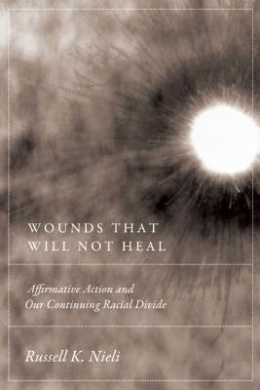 WOUNDS THAT
WILL NOT HEAL
Affirmative Action and
Our Continuing Racial Divide
Russell K. Nieli